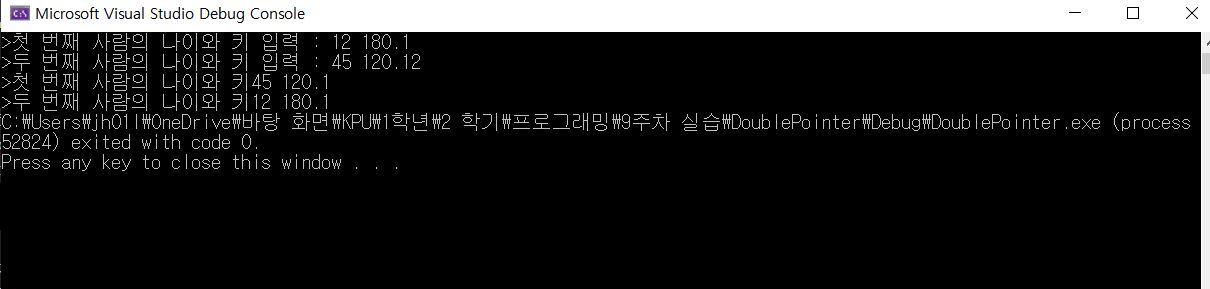 Microsoft Visual Studio Debug Console
>첫 번째 사람의 나이와 키 입력 : 12 180.1
>두 번째 사람의 나이와 키 입력 : 45 120.12
>첫 번째 사람의 나이와 키45 120.1
>두 번째 사람의 나이와 키12 180.1
C:₩Users₩jh01l₩OneDrive₩바탕 화면₩KPU₩1학년₩2 학기₩프로그래밍₩9주차 실습₩DoublePointer₩Debug₩DoublePointer.exe (process
52824) exited with code 0.
Press any key to close this window . . .